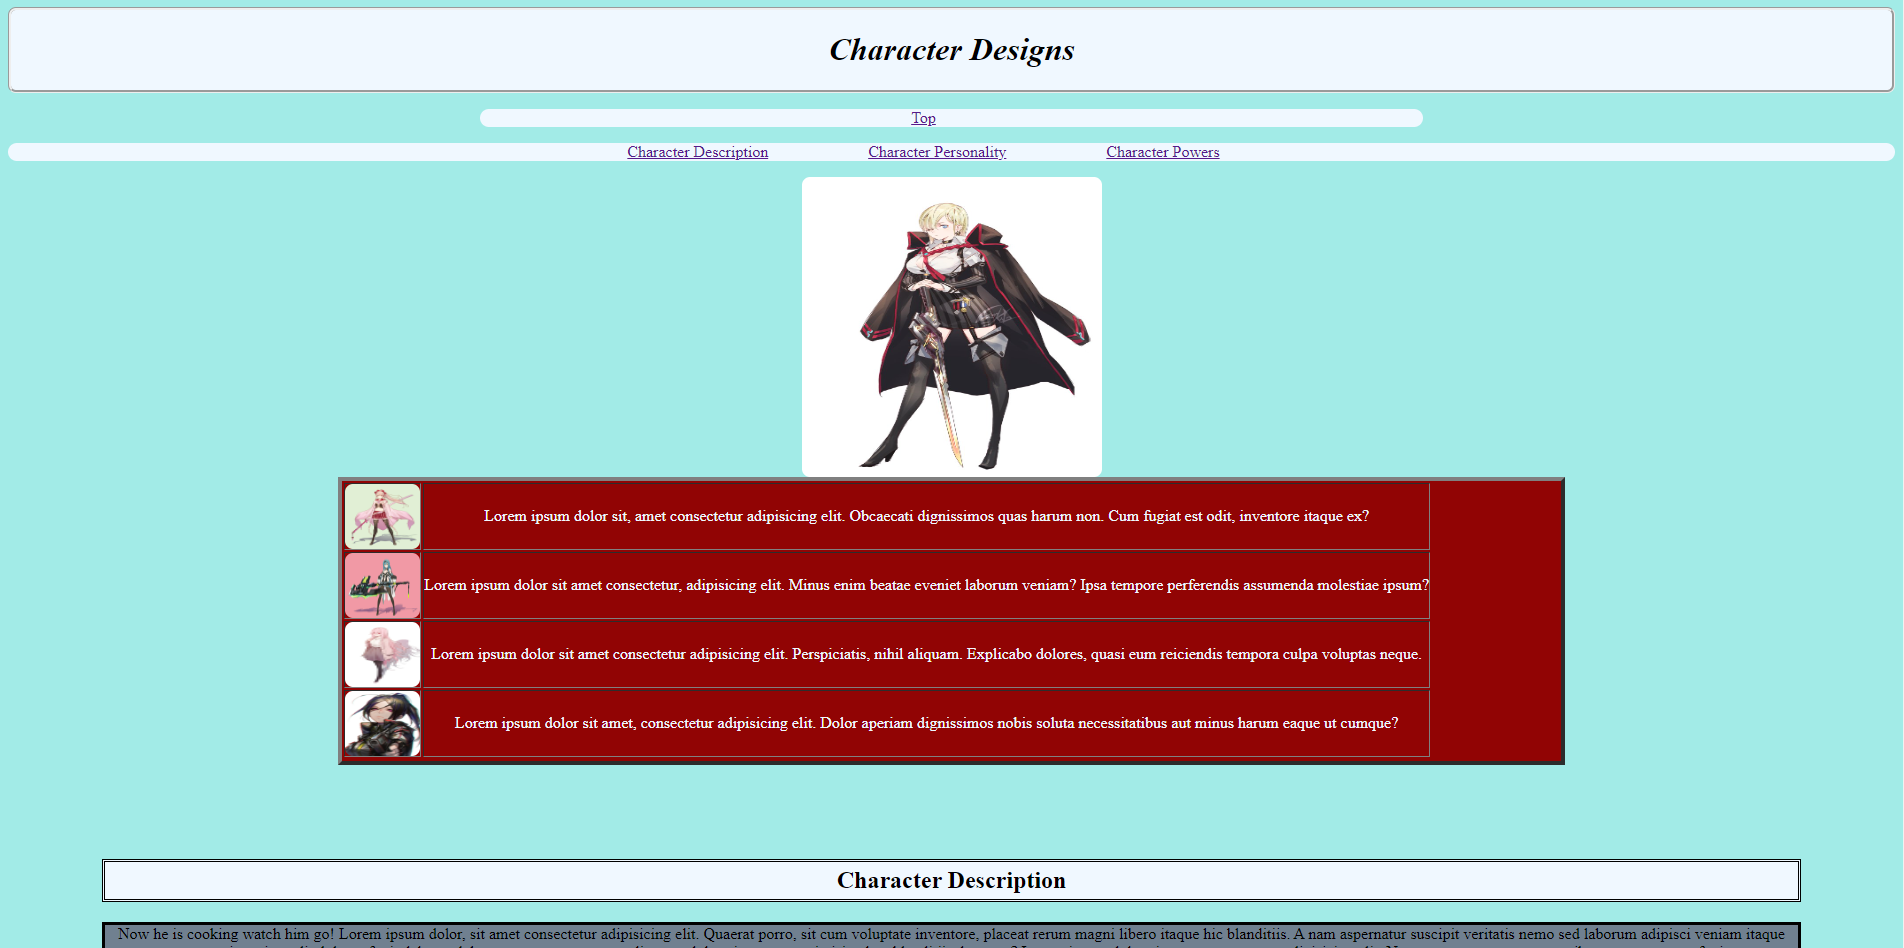 Character Designs
Top
Character Description Character Personality Character Powers
Lorem ipsum dolor sit, amet consectetur adipisicing elit. Obcaecati dignissimos quas harum non. Cum fugiat est odit, inventore itaque ex?
Lorem ipsum dolor sit amet consectetur, adipisicing elit. Minus enim beatae eveniet laborum veniam? Ipsa tempore perferendis assumenda molestiae ipsum?
Lorem ipsum dolor sit amet consectetur adipisicing elit. Perspiciatis, nihil aliquam. Explicabo dolores, quasi eum reiciendis tempora culpa voluptas neque.
Lorem ipsum dolor sit amet, consectetur adipisicing elit. Dolor aperiam dignissimos nobis soluta necessitatibus aut minus harum eaque ut cumque?
Character Description
Now he is cooking watch him go! Lorem ipsum dolor, sit amet consectetur adipisicing elit. Quaerat porro, sit cum voluptate inventore, placeat rerum magni libero itaque hic blanditiis. A nam aspernatur suscipit veritatis nemo sed laborum adipisci veniam itaque